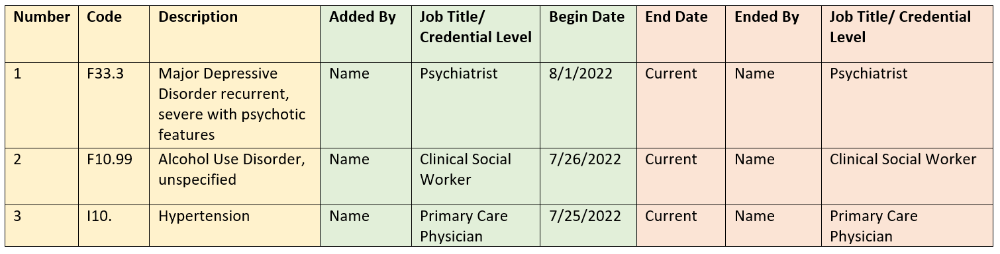 Number Code Description Added By Job Title/ Credential Level Begin Date End Date Ended By Job Title/ Credential Level
1 F33.3 Major Depressive Disorder recurrent, severe with psychotic features Name Psychiatrist 8/1/2022 Current Name Psychiatrist
2 F10.99 Alcohol Use Disorder, unspecified Name Clinical Social Worker 7/26/2022 Current Name Clinical Social Worker
3 I10. Hypertension Name Primary Care Physician 7/25/2022 Current Name Primary Care Physician